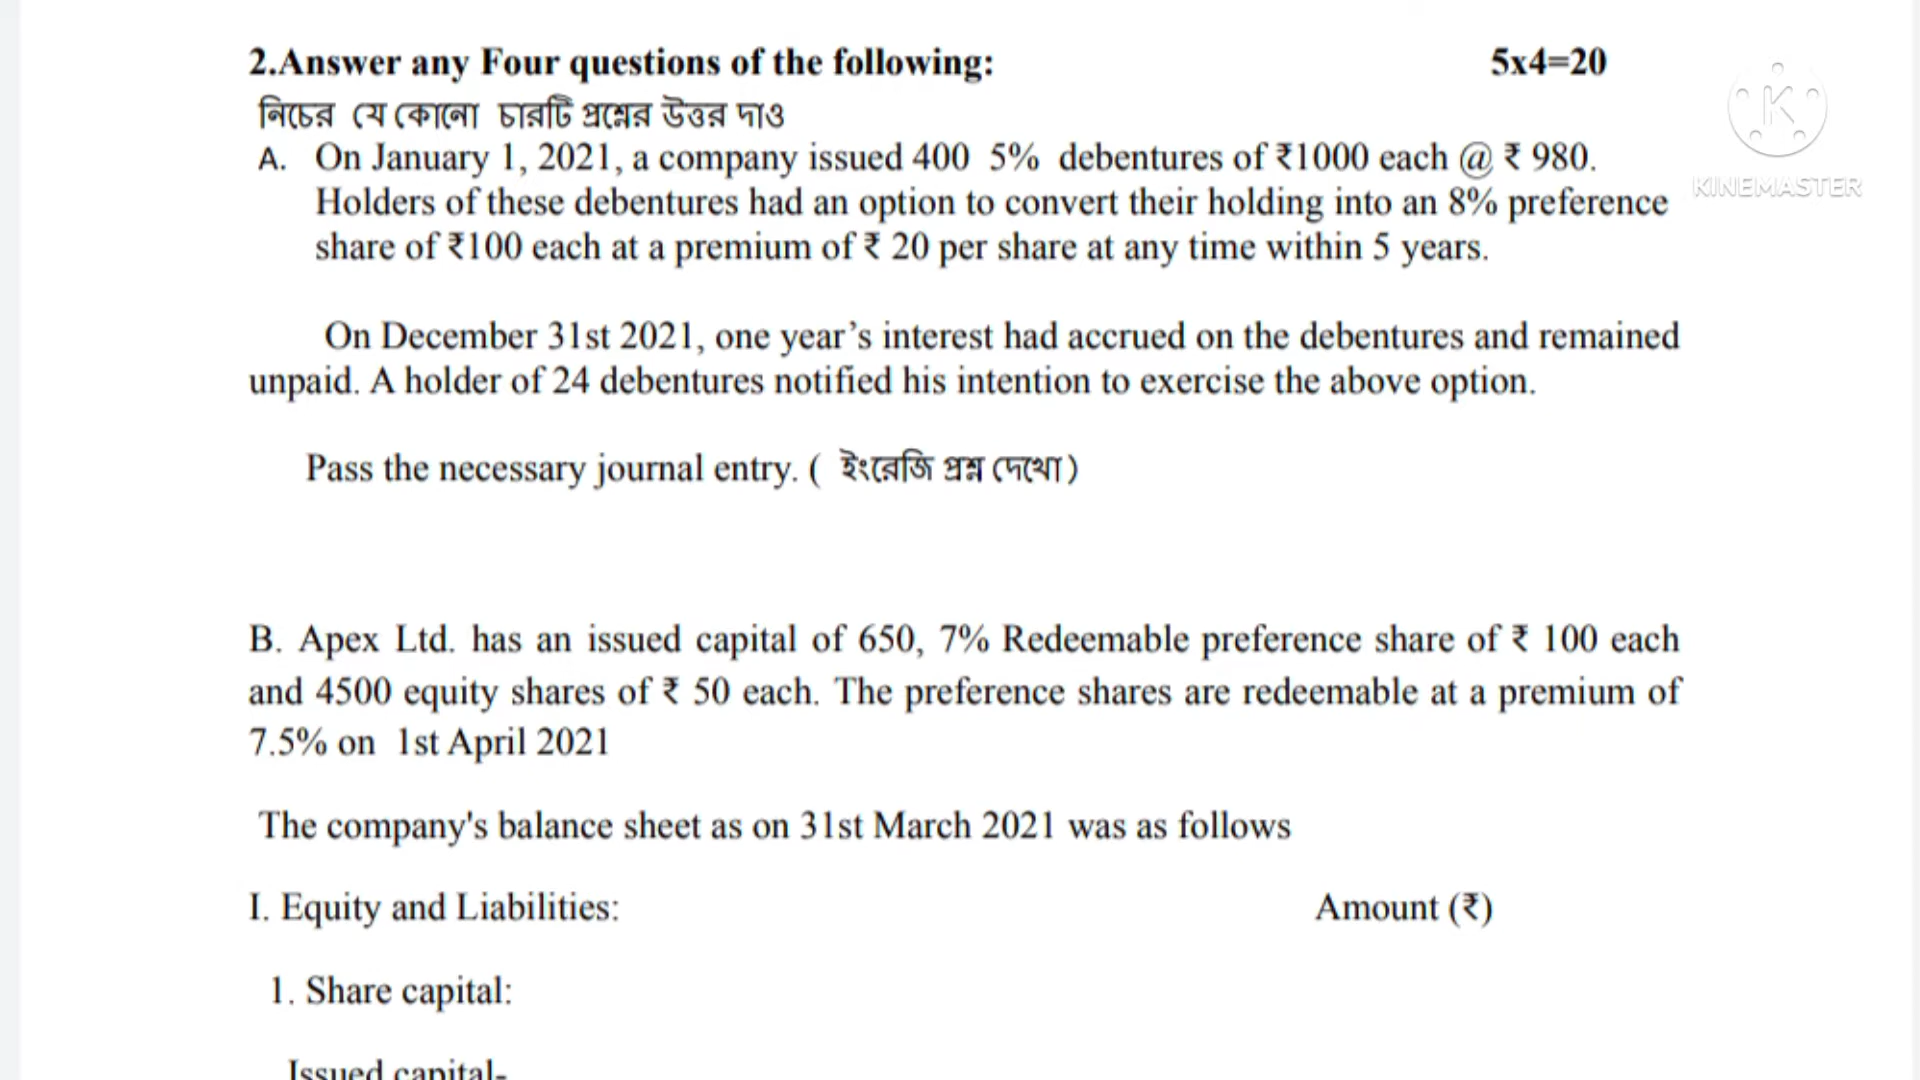 2.Answer any Four questions of the following: 5x4=20
নিচের যে কোনো চারটি প্রশ্নের উত্তর দাও
A. On January 1, 2021, a company issued 400 5% debentures of ₹1000 each @ ₹ 980.
Holders of these debentures had an option to convert their holding into an 8% preference
share of ₹100 each at a premium of ₹ 20 per share at any time within 5 years.
On December 31st 2021, one year’s interest had accrued on the debentures and remained
unpaid. A holder of 24 debentures notified his intention to exercise the above option.
Pass the necessary journal entry. ( ইংরেজি প্রশ্ন দেখো)
B. Apex Ltd. has an issued capital of 650, 7% Redeemable preference share of ₹ 100 each
and 4500 equity shares of ₹ 50 each. The preference shares are redeemable at a premium of
7.5% on 1st April 2021
The company's balance sheet as on 31st March 2021 was as follows
I. Equity and Liabilities: Amount (₹)
1. Share capital:
Issued capital-
K
KINEMASTER